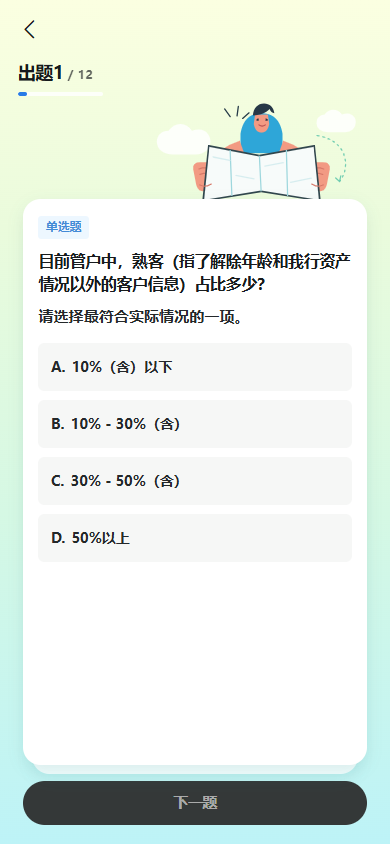 出题1 / 12
单选题
目前管户中，熟客（指了解除年龄和我行资产
情况以外的客户信息）占比多少?
请选择最符合实际情况的一项。
A. 10%（含）以下
B. 10% - 30%（含）
C. 30% - 50%（含）
D. 50%以上
下一题